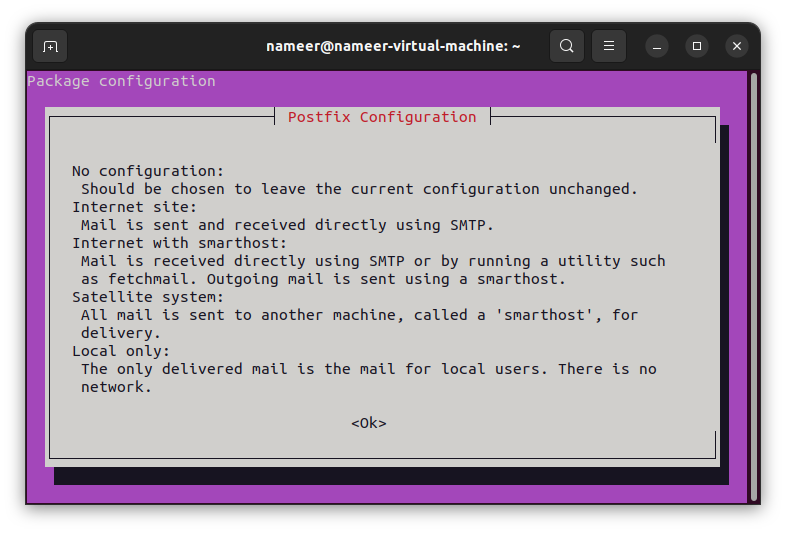 nameer@nameer-virtual-machine: ~
Package configuration
Postfix Configuration
No configuration:
Should be chosen to leave the current configuration unchanged.
Internet site:
Mail is sent and received directly using SMTP.
Internet with smarthost:
Mail is received directly using SMTP or by running a utility such
as fetchmail. Outgoing mail is sent using a smarthost.
Satellite system:
All mail is sent to another machine, called a 'smarthost', for
delivery.
Local only:
The only delivered mail is the mail for local users. There is no
network.
<Ok>